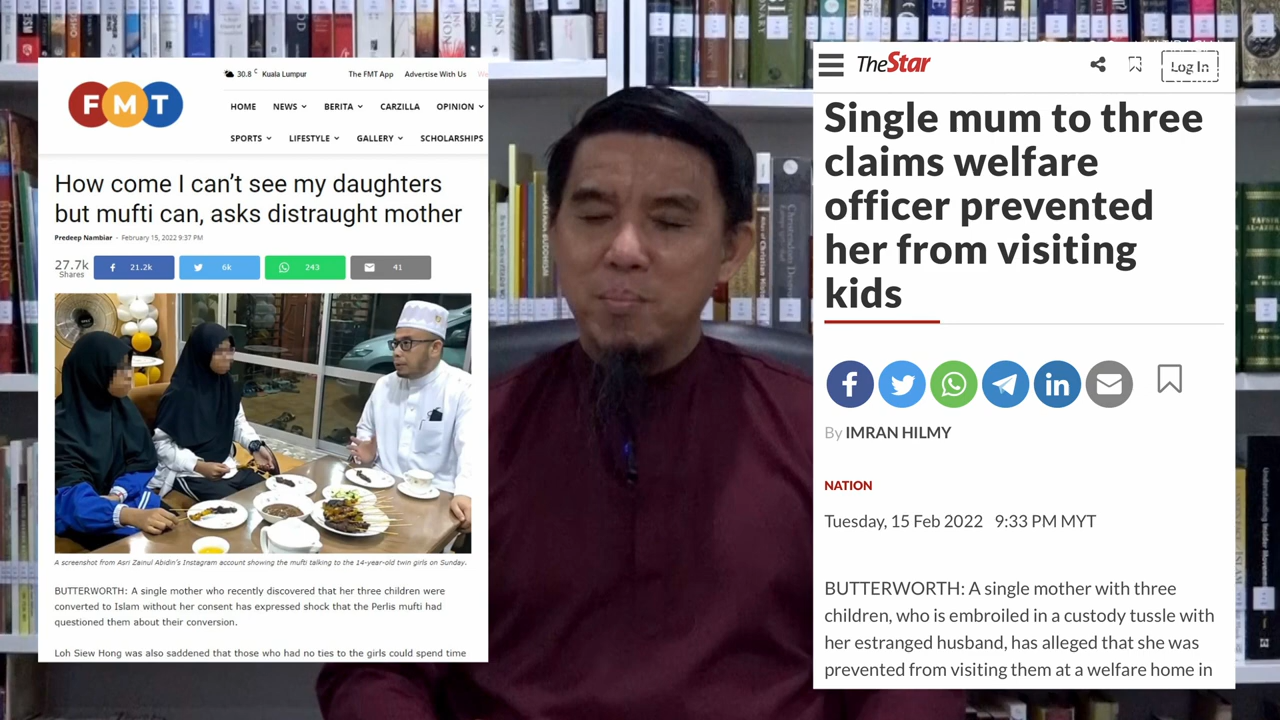 FMT
30.8 C Kuala Lumpur
The FMT App
Advertise With Us
HOME
NEWS
BERITA
CARZILLA
OPINION
SPORTS
LIFESTYLE
GALLERY
SCHOLARSHIPS
How come I can't see my daughters
but mufti can, asks distraught mother
Predeep Nambiar - February 15, 2022 9:37 PM
27.7k
Shares
21.2k
6k
243
41
A screenshot from Asri Zainul Abidin's Instagram account showing the mufti talking to the 14-year-old twin girls on Sunday.
BUTTERWORTH: A single mother who recently discovered that her three children were
converted to Islam without her consent has expressed shock that the Perlis mufti had
questioned them about their conversion.
Loh Siew Hong was also saddened that those who had no ties to the girls could spend time
TheStar
Log In
Single mum to three
claims welfare
officer prevented
her from visiting
kids
By IMRAN HILMY
NATION
Tuesday, 15 Feb 2022 9:33 PM MYT
BUTTERWORTH: A single mother with three
children, who is embroiled in a custody tussle with
her estranged husband, has alleged that she was
prevented from visiting them at a welfare home in